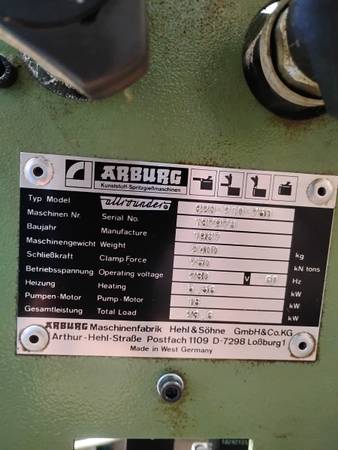 ARBURG
Kunststoff-Spritzgießmaschinen
Typ Model allrounder
Maschinen Nr. Serial No.
Baujahr Manufacture
Maschinengewicht Weight kg
Schließkraft Clamp Force kN tons
Betriebsspannung Operating voltage V Hz
Heizung Heating kW
Pumpen-Motor Pump-Motor kW
Gesamtleistung Total Load kW
ARBURG Maschinenfabrik Hehl & Söhne GmbH & Co. KG
Arthur-Hehl-Straße Postfach 1109 D-7298 Loßburg 1
Made in West Germany